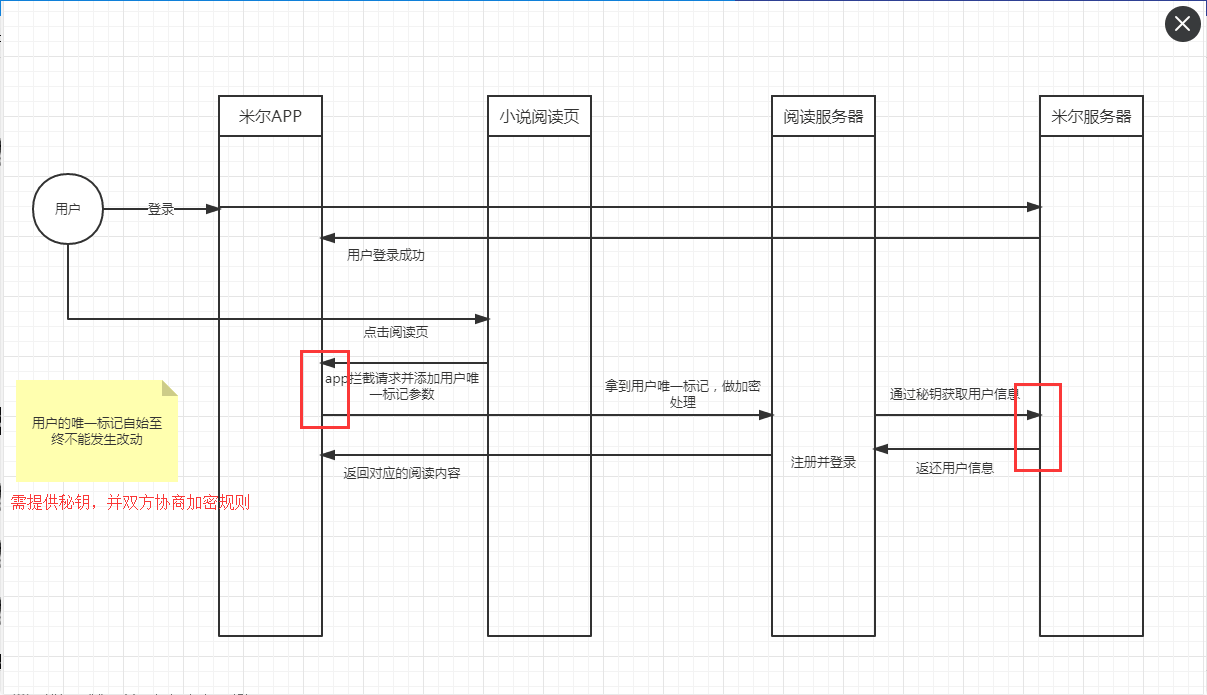 米尔APP
小说阅读页
阅读服务器
米尔服务器
用户
登录
用户登录成功
点击阅读页
app拦截请求并添加用户唯
一标记参数
拿到用户唯一标记，做加密
处理
通过秘钥获取用户信息
用户的唯一标记自始至
终不能发生改动
注册并登录
返还用户信息
返回对应的阅读内容
需提供秘钥，并双方协商加密规则